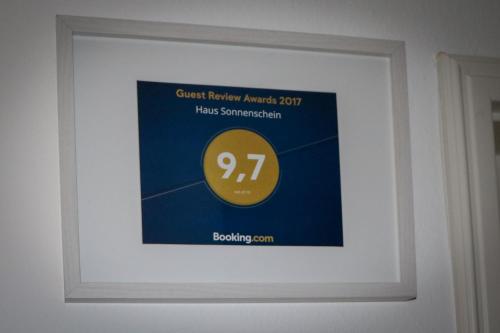 Guest Review Awards 2017
Haus Sonnenschein
9,7
Booking.com